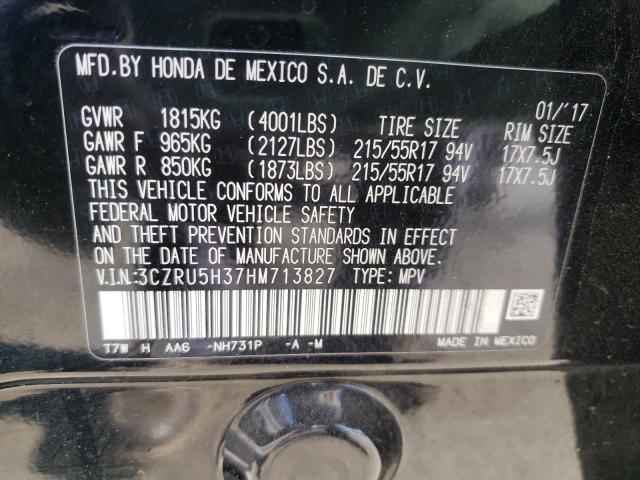 MFD.BY HONDA DE MEXICO S.A. DE C.V.
01/'17
GVWR 1815KG (4001LBS) TIRE SIZE RIM SIZE
GAWR F 965KG (2127LBS) 215/55R17 94V 17X7.5J
GAWR R 850KG (1873LBS) 215/55R17 94V 17X7.5J
THIS VEHICLE CONFORMS TO ALL APPLICABLE
FEDERAL MOTOR VEHICLE SAFETY
AND THEFT PREVENTION STANDARDS IN EFFECT
ON THE DATE OF MANUFACTURE SHOWN ABOVE.
V.I.N:3CZRU5H37HM713827 TYPE: MPV
T7W H AA6 -NH731P -A -M MADE IN MEXICO